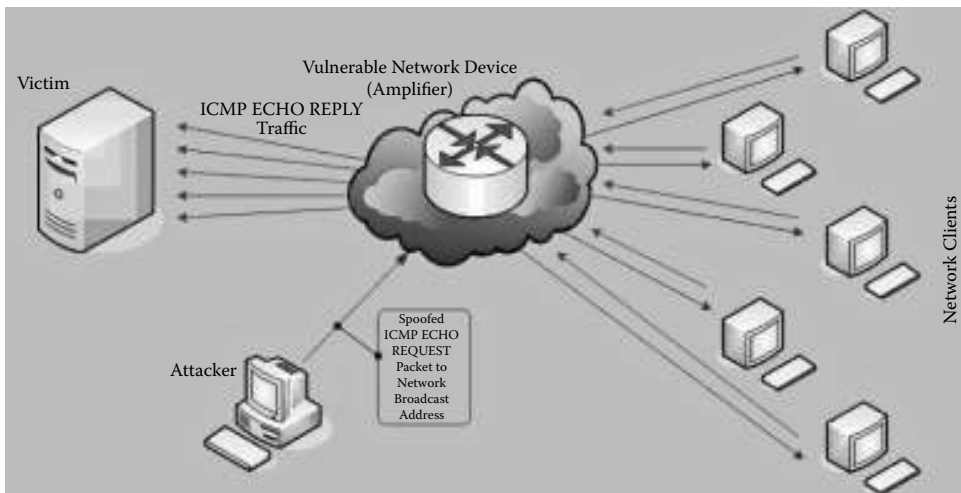 Victim
Vulnerable Network Device
(Amplifier)
ICMP ECHO REPLY
Traffic
Network Clients
Attacker
Spoofed
ICMP ECHO
REQUEST
Packet to
Network
Broadcast
Address